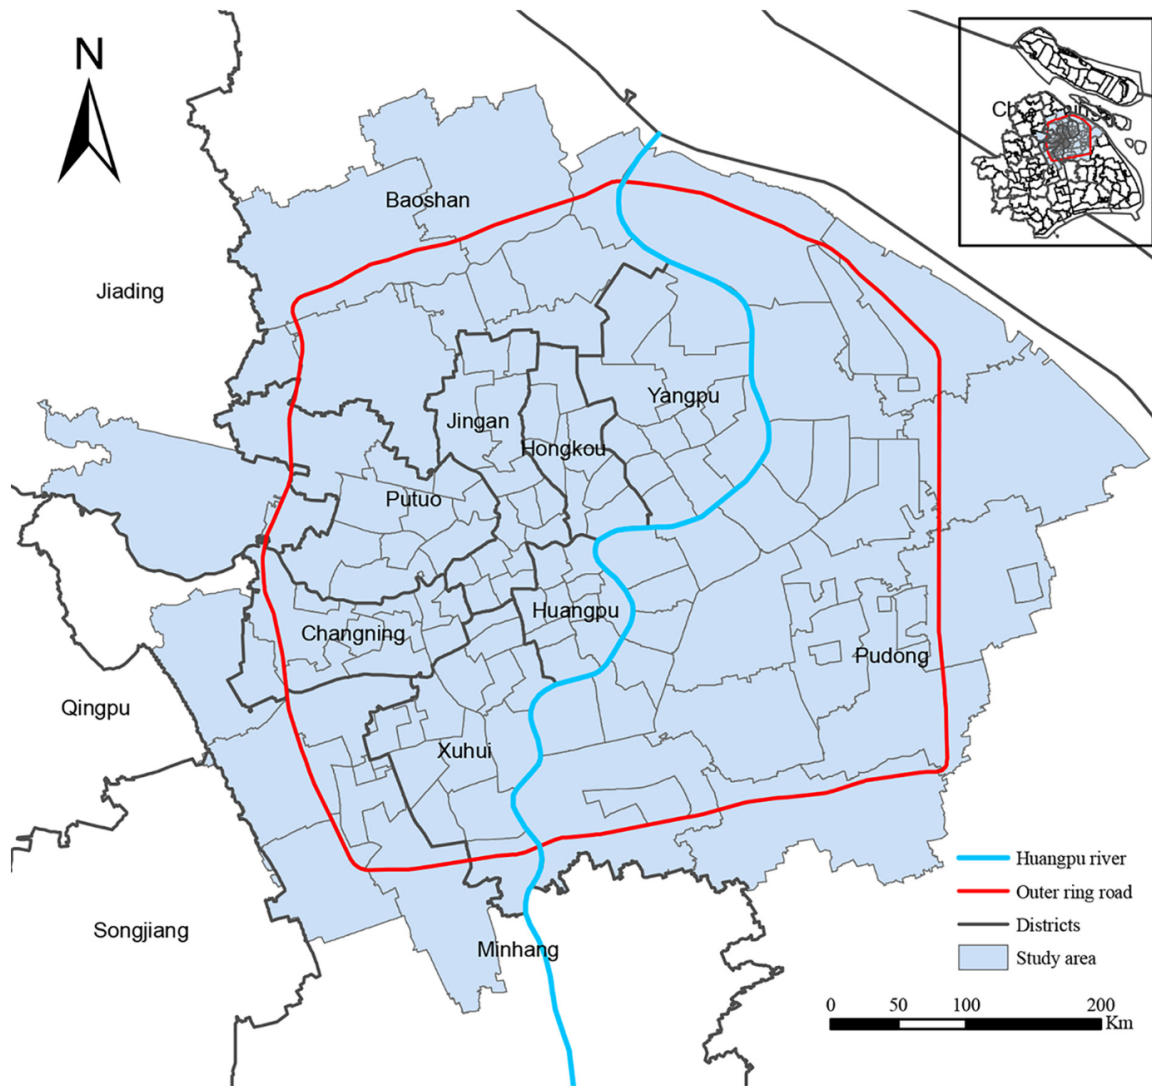 N
Baoshan
Jiading
Yangpu
Jingan
Hongkou
Putuo
Huangpu
Changning
Pudong
Qingpu
Xuhui
Huangpu river
Outer ring road
Districts
Study area
Songjiang
Minhang
0 50 100 200
Km